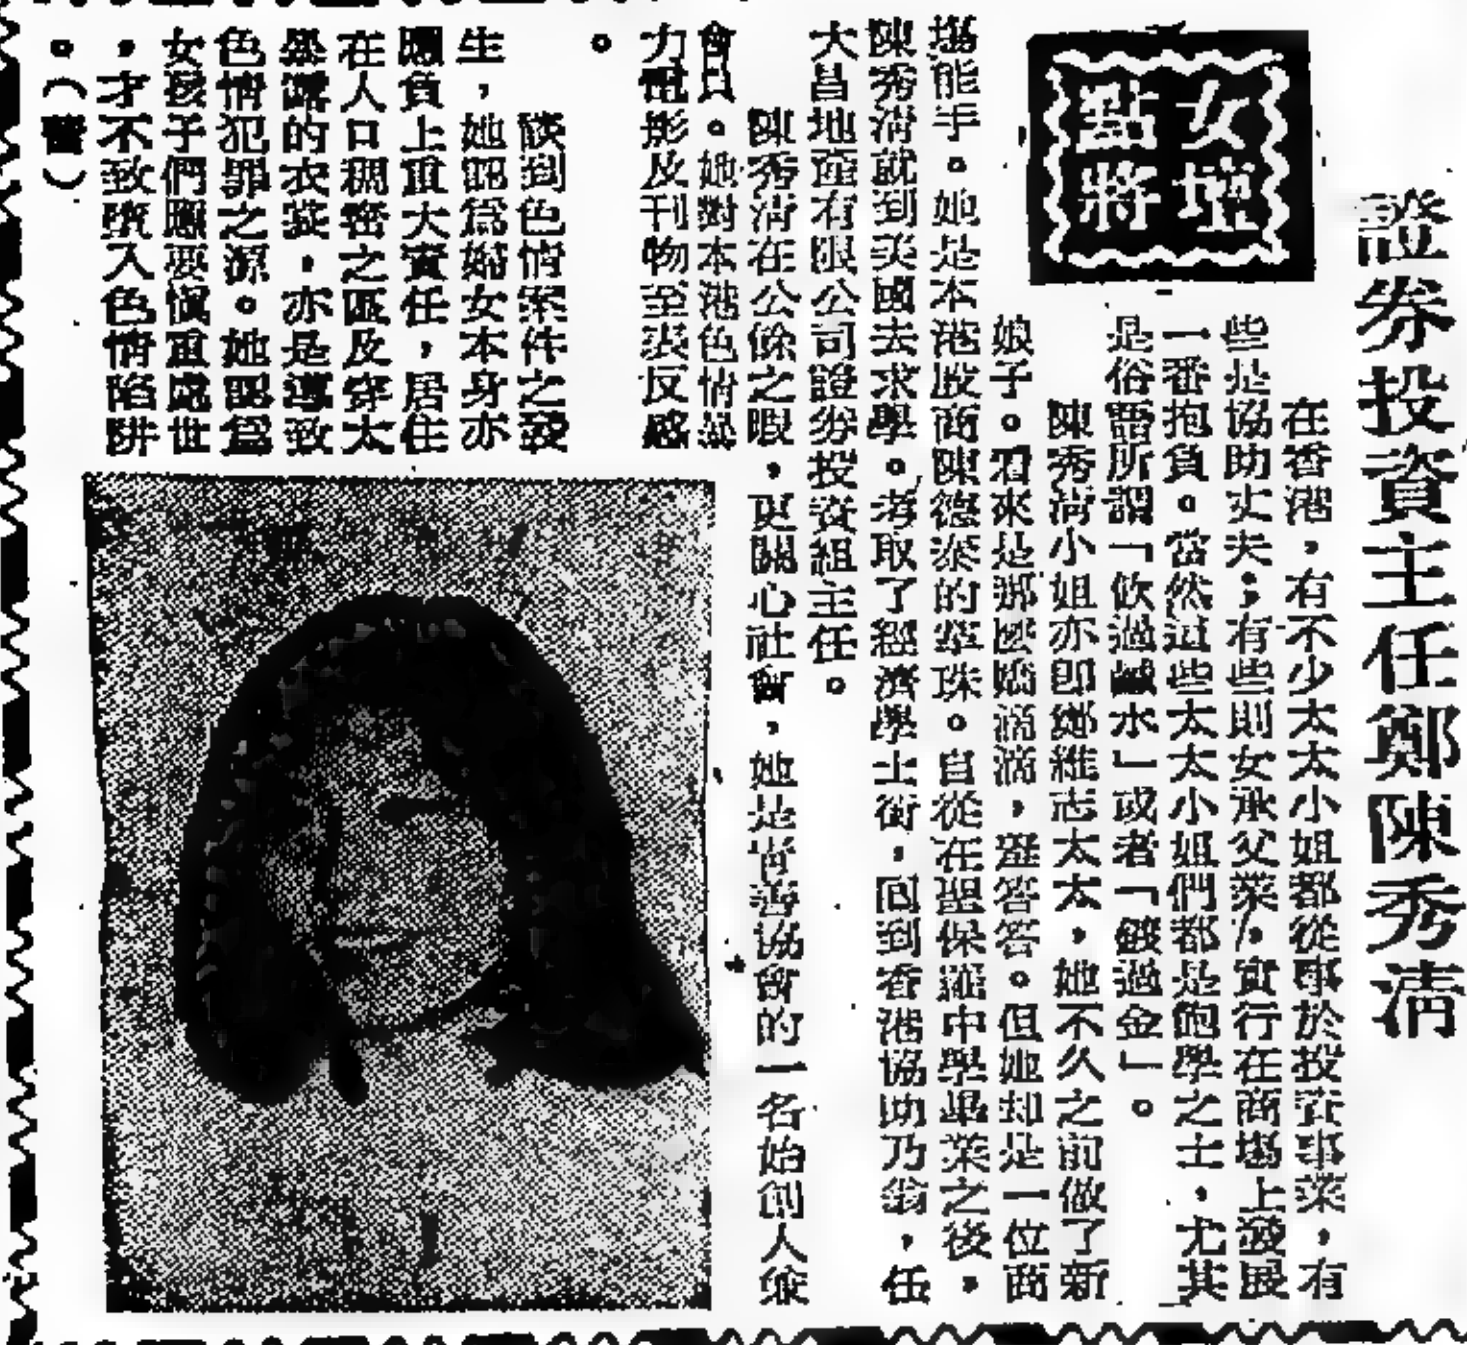 證券投資主任鄭陳秀清
女壇
點將
在香港，有不少太太小姐都從事於投資事業，有
些是協助丈夫；有些則女承父業，實行在商場上發展
一番抱負。當然這些太太小姐們都是飽學之士，尤其
是俗語所謂「飲過鹹水」或者「鍍過金」。
陳秀清小姐亦卽鄭維志太太，她不久之前做了新
娘子。看來是那麼嬌滴滴，羞答答。但她却是一位商
場能手。她是本港股商陳德泰的掌珠。自從在聖保羅中學畢業之後，
陳秀清就到美國去求學。考取了經濟學士銜，回到香港協助乃翁，任
大昌地產有限公司證券投資組主任。
陳秀清在公餘之暇，更關心社會，她是肯善協會的一名始創人兼
會員。她對本港色情暴
力電影及刊物至表反感
。
談到色情案件之發
生，她認爲婦女本身亦
應負上重大責任，居住
在人口稠密之區及穿太
暴露的衣裳，亦是導致
色情犯罪之源。她認爲
女孩子們應要愼重處世
，才不致墮入色情陷阱
。（馨）